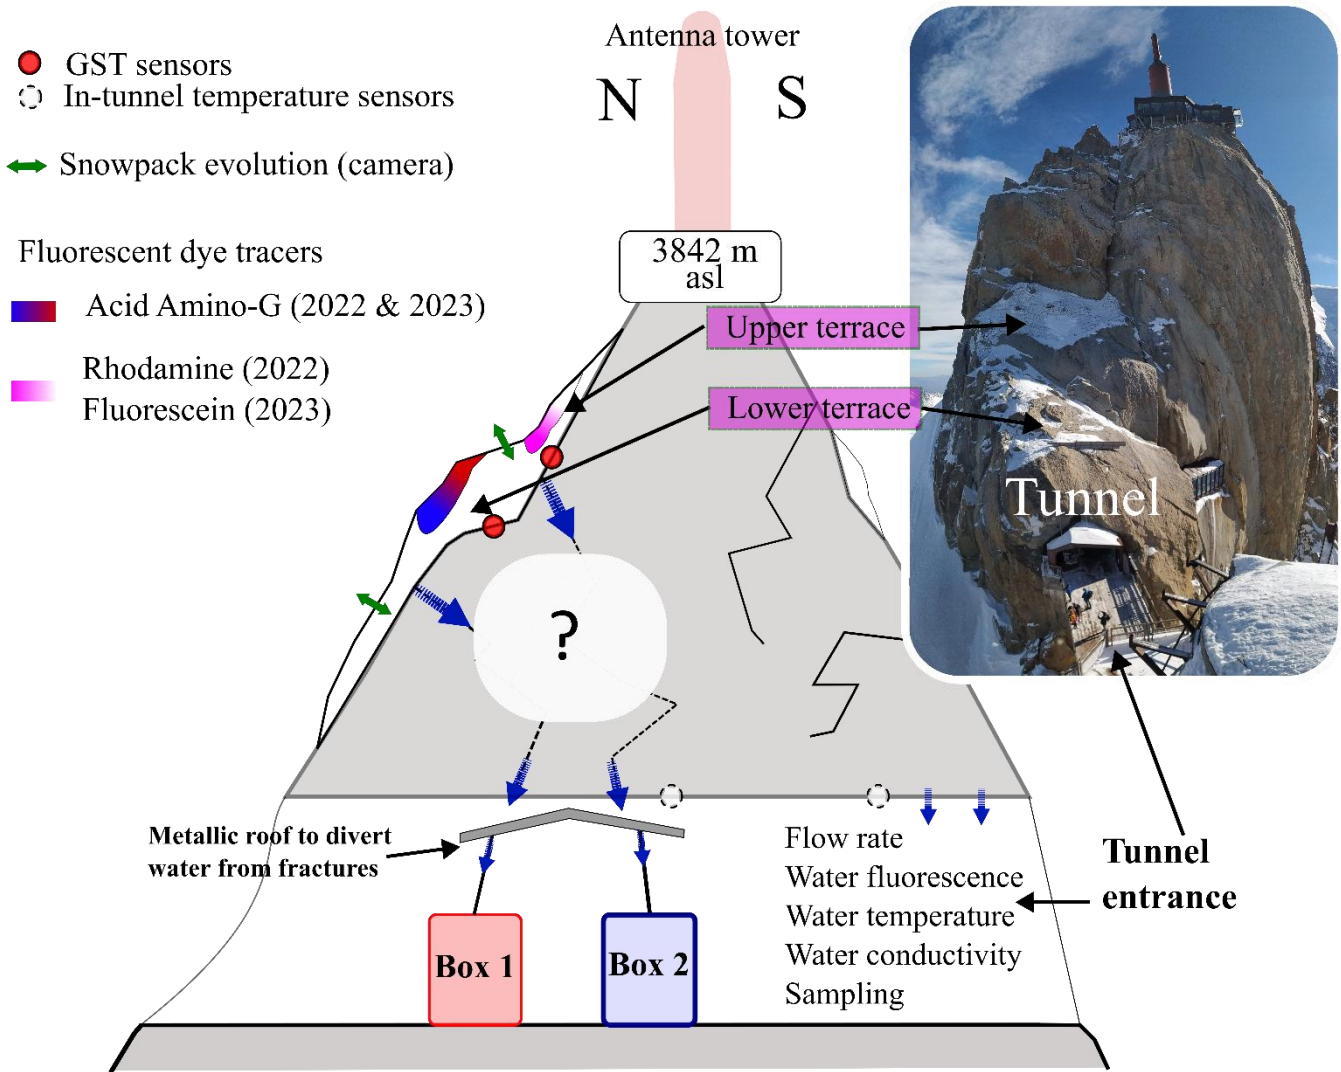 Antenna tower
N
S
GST sensors
In-tunnel temperature sensors
Snowpack evolution (camera)
Fluorescent dye tracers
Acid Amino-G (2022 & 2023)
Rhodamine (2022)
Fluorescein (2023)
3842 m
asl
Upper terrace
Lower terrace
Tunnel
?
Metallic roof to divert
water from fractures
Box 1
Box 2
Flow rate
Water fluorescence
Water temperature
Water conductivity
Sampling
Tunnel
entrance